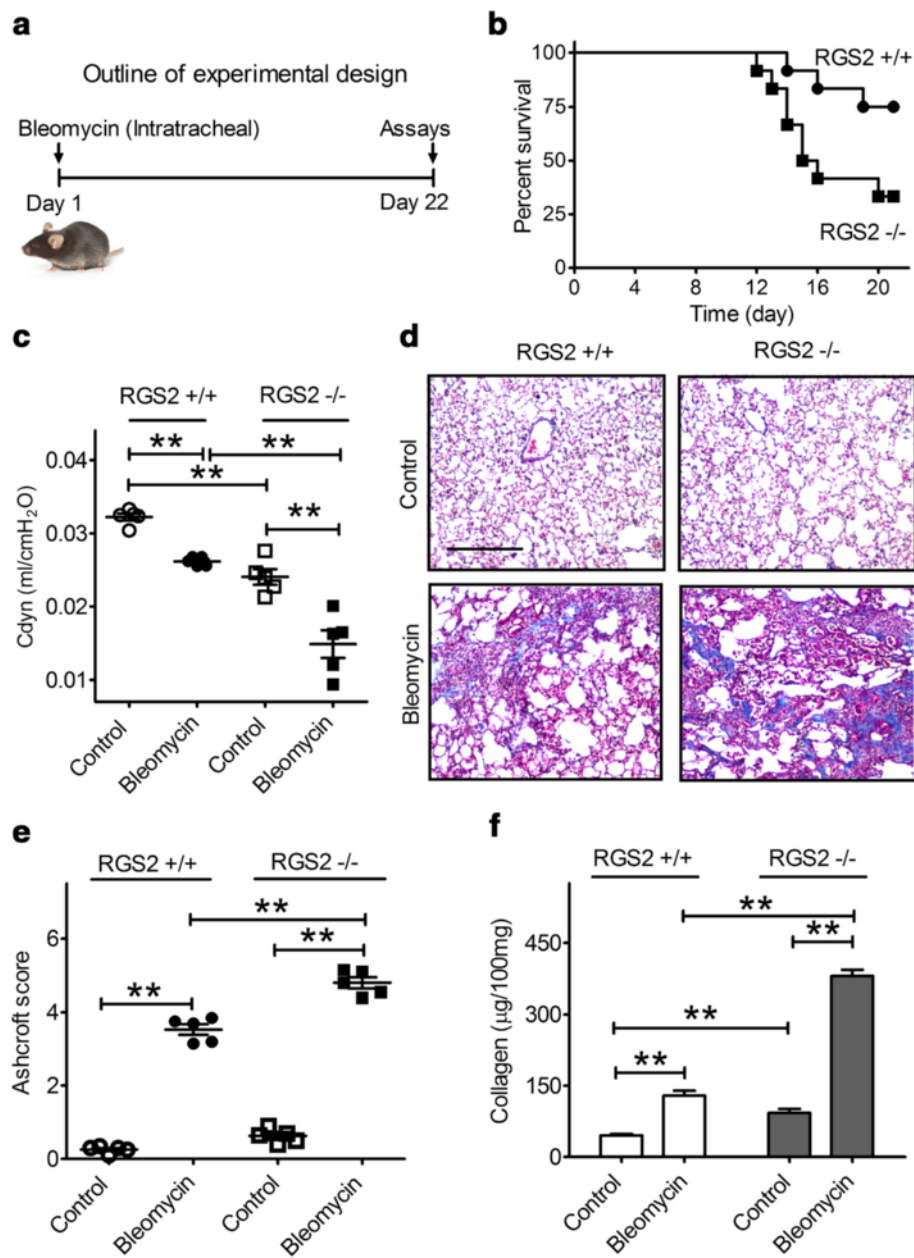 a
Outline of experimental design
Bleomycin (Intratracheal)
Assays
Day 1
Day 22
b
100
75
50
25
0
Percent survival
RGS2 +/+
RGS2 -/-
0 4 8 12 16 20
Time (day)
c
RGS2 +/+
RGS2 -/-
** **
**
**
0.04
0.03
0.02
0.01
Cdyn (ml/cmH₂O)
Control
Bleomycin
Control
Bleomycin
d
RGS2 +/+
RGS2 -/-
Control
Bleomycin
e
RGS2 +/+
RGS2 -/-
**
**
**
6
4
2
0
Ashcroft score
Control
Bleomycin
Control
Bleomycin
f
RGS2 +/+
RGS2 -/-
**
**
**
**
450
300
150
0
Collagen (μg/100mg)
Control
Bleomycin
Control
Bleomycin